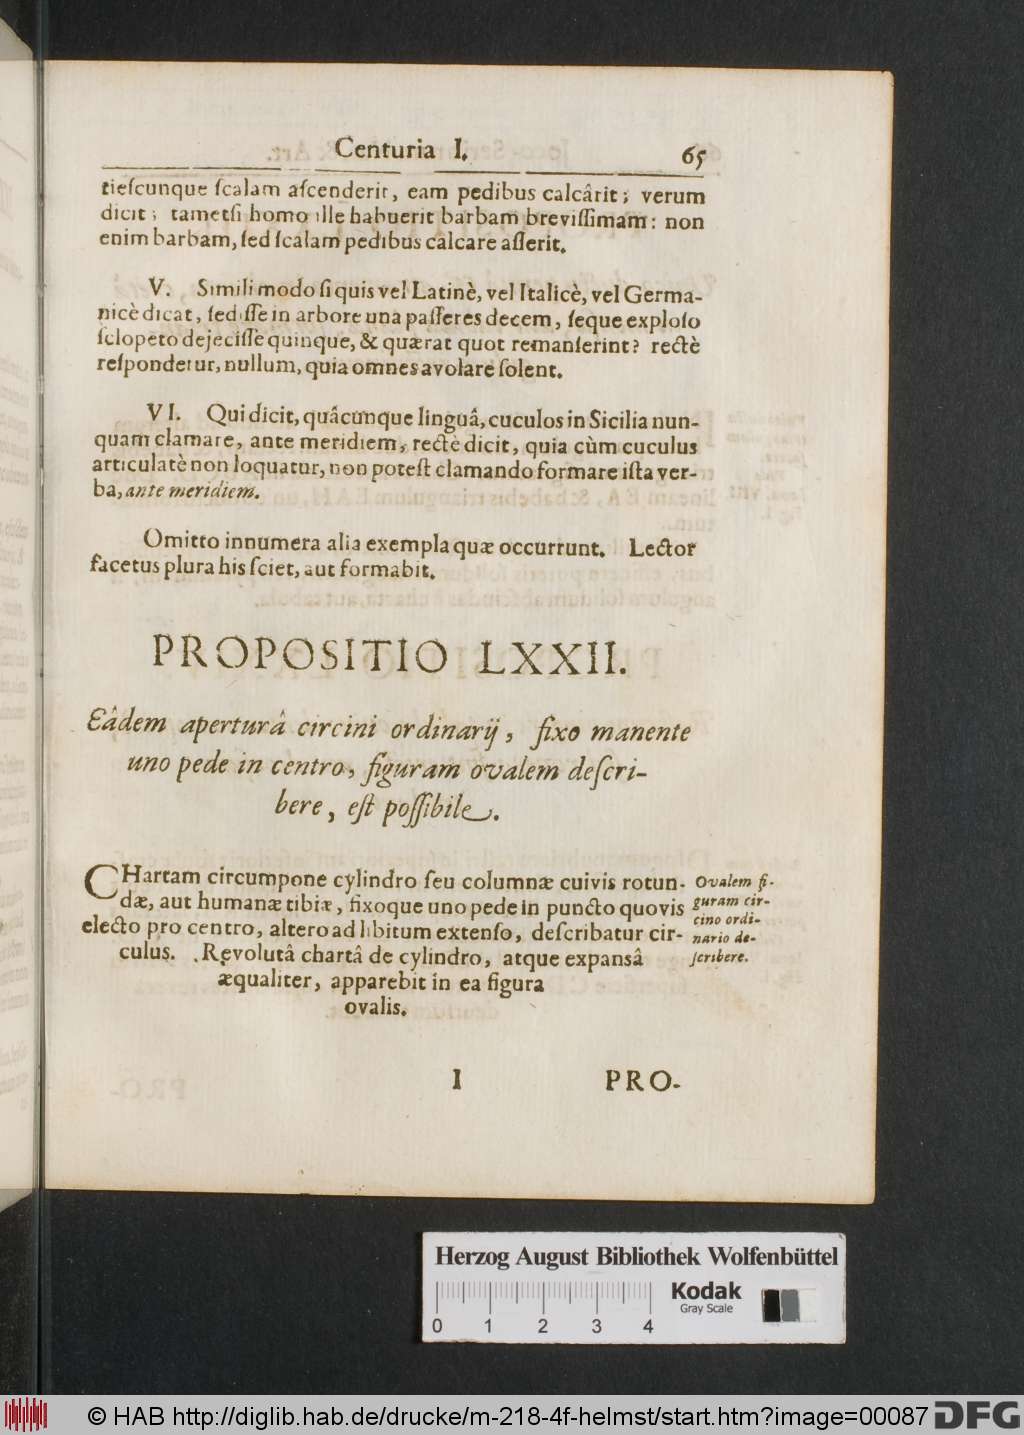 Centuria I. 65
tieſcunque ſcalam aſcenderit, eam pedibus calcârit; verum
dicit; tametſi homo ille habuerit barbam breviſſimam: non
enim barbam, ſed ſcalam pedibus calcare aſſerit.
V. Simili modo ſi quis vel Latinè, vel Italicè, vel Germa-
nicè dicat, ſediſſe in arbore una paſſeres decem, ſeque exploſo
ſclopeto dejeciſſe quinque, & quærat quot remanſerint? rectè
reſpondetur, nullum, quia omnes avolare ſolent.
VI. Qui dicit, quâcunque linguâ, cuculos in Sicilia nun-
quam clamare, ante meridiem, rectè dicit, quia cùm cuculus
articulatè non loquatur, non poteſt clamando formare iſta ver-
ba, ante meridiem.
Omitto innumera alia exempla quæ occurrunt. Lector
facetus plura his ſciet, aut formabit.
PROPOSITIO LXXII.
Eâdem aperturâ circini ordinarij, fixo manente
uno pede in centro, figuram ovalem deſcri-
bere, eſt poſſibile.
CHartam circumpone cylindro ſeu columnæ cuivis rotun-
dæ, aut humanæ tibiæ, fixoque uno pede in puncto quovis
electo pro centro, altero ad libitum extenſo, deſcribatur cir-
culus. Revolutâ chartâ de cylindro, atque expansâ
æqualiter, apparebit in ea figura
ovalis.
Ovalem fi-
guram cir-
cino ordi-
nario de-
ſcribere.
I PRO-
Herzog August Bibliothek Wolfenbüttel
Kodak
Gray Scale
0 1 2 3 4
© HAB http://diglib.hab.de/drucke/m-218-4f-helmst/start.htm?image=00087 DFG